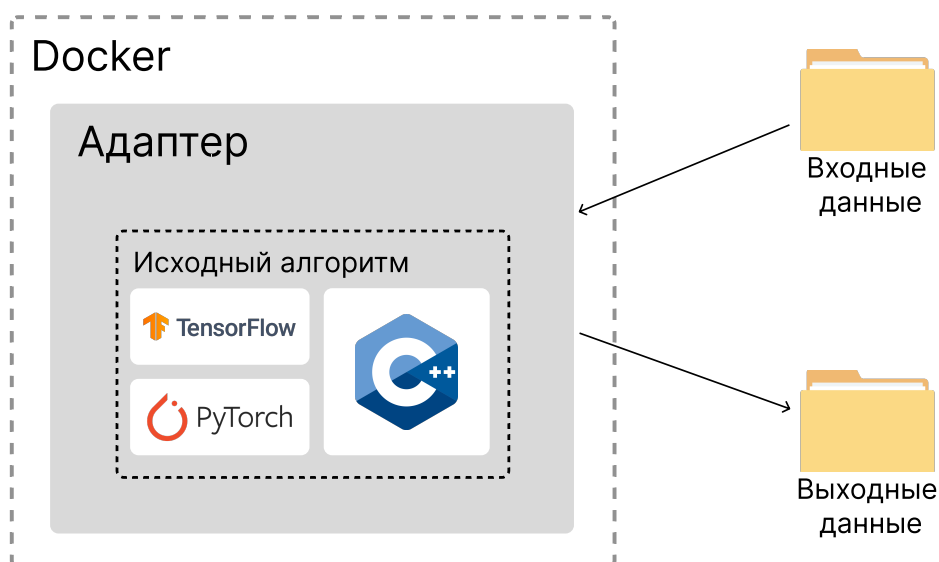 Docker
Адаптер
Исходный алгоритм
TensorFlow
PyTorch
C++
Входные
данные
Выходные
данные